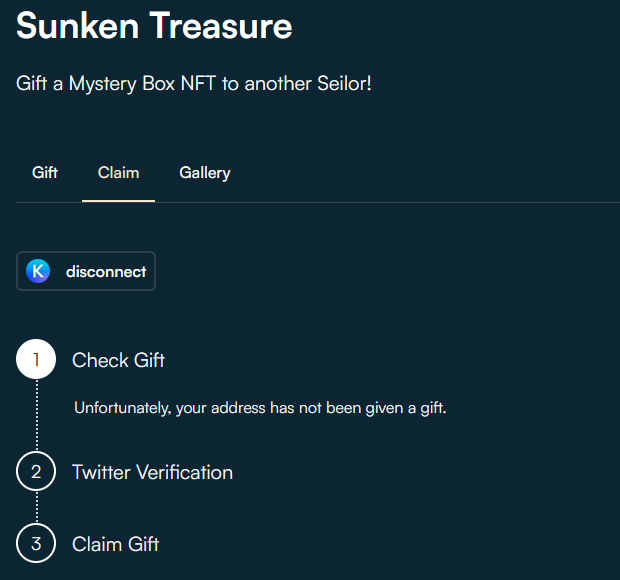 Sunken Treasure
Gift a Mystery Box NFT to another Seilor!
Gift Claim Gallery
K disconnect
1 Check Gift
Unfortunately, your address has not been given a gift.
2 Twitter Verification
3 Claim Gift